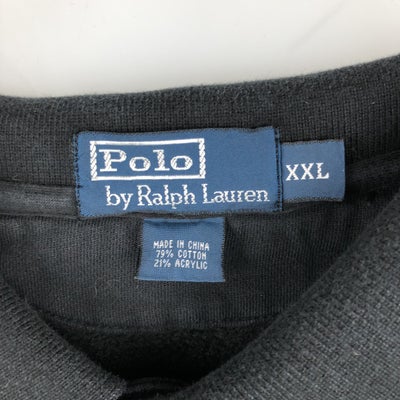 Polo
by Ralph Lauren
XXL
MADE IN CHINA
79% COTTON
21% ACRYLIC